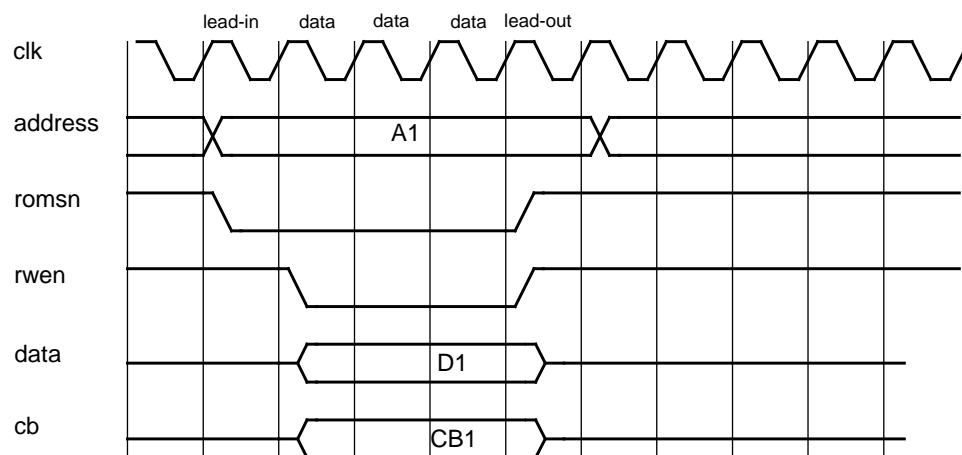 lead-in data data data lead-out
clk
address A1
romsn
rwen
data D1
cb CB1